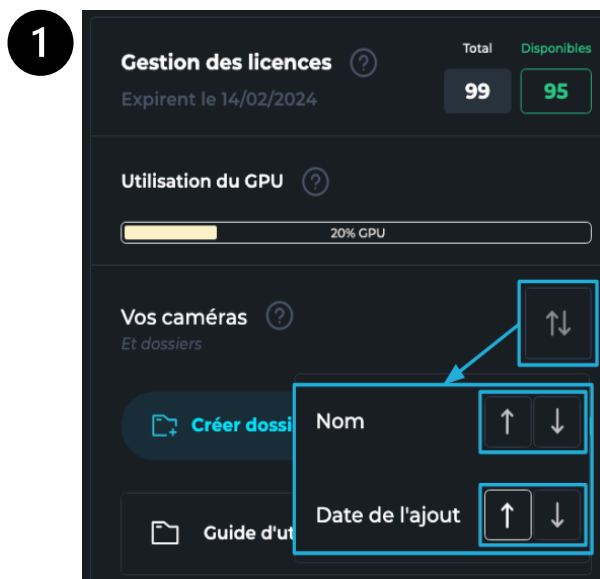 1
Total Disponibles
Gestion des licences ?
Expirent le 14/02/2024
99 95
Utilisation du GPU ?
20% GPU
Vos caméras ?
Et dossiers
Nom ↑ ↓
Créer dossi
Date de l'ajout ↑ ↓
Guide d'ut